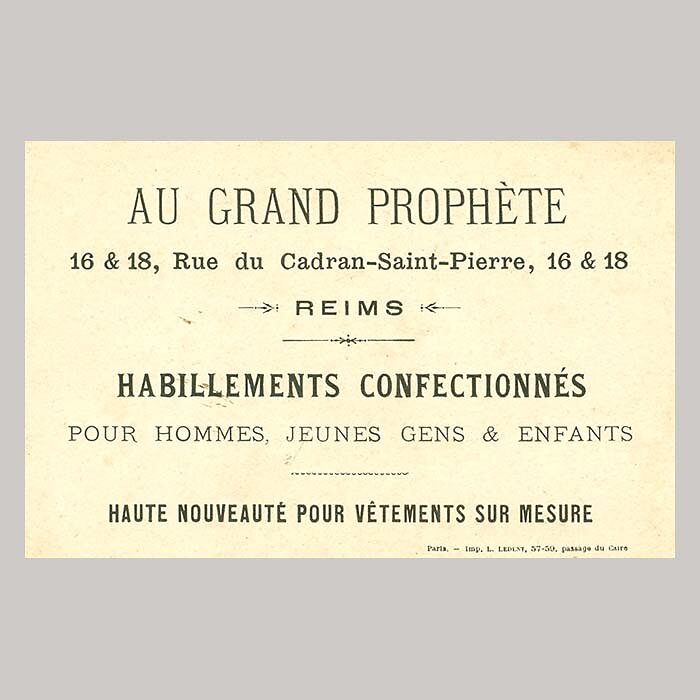 AU GRAND PROPHÈTE
16 & 18, Rue du Cadran-Saint-Pierre, 16 & 18
REIMS
HABILLEMENTS CONFECTIONNÉS
POUR HOMMES, JEUNES GENS & ENFANTS
HAUTE NOUVEAUTÉ POUR VÊTEMENTS SUR MESURE
Paris. — Imp. L. 57-59, passage du Caire